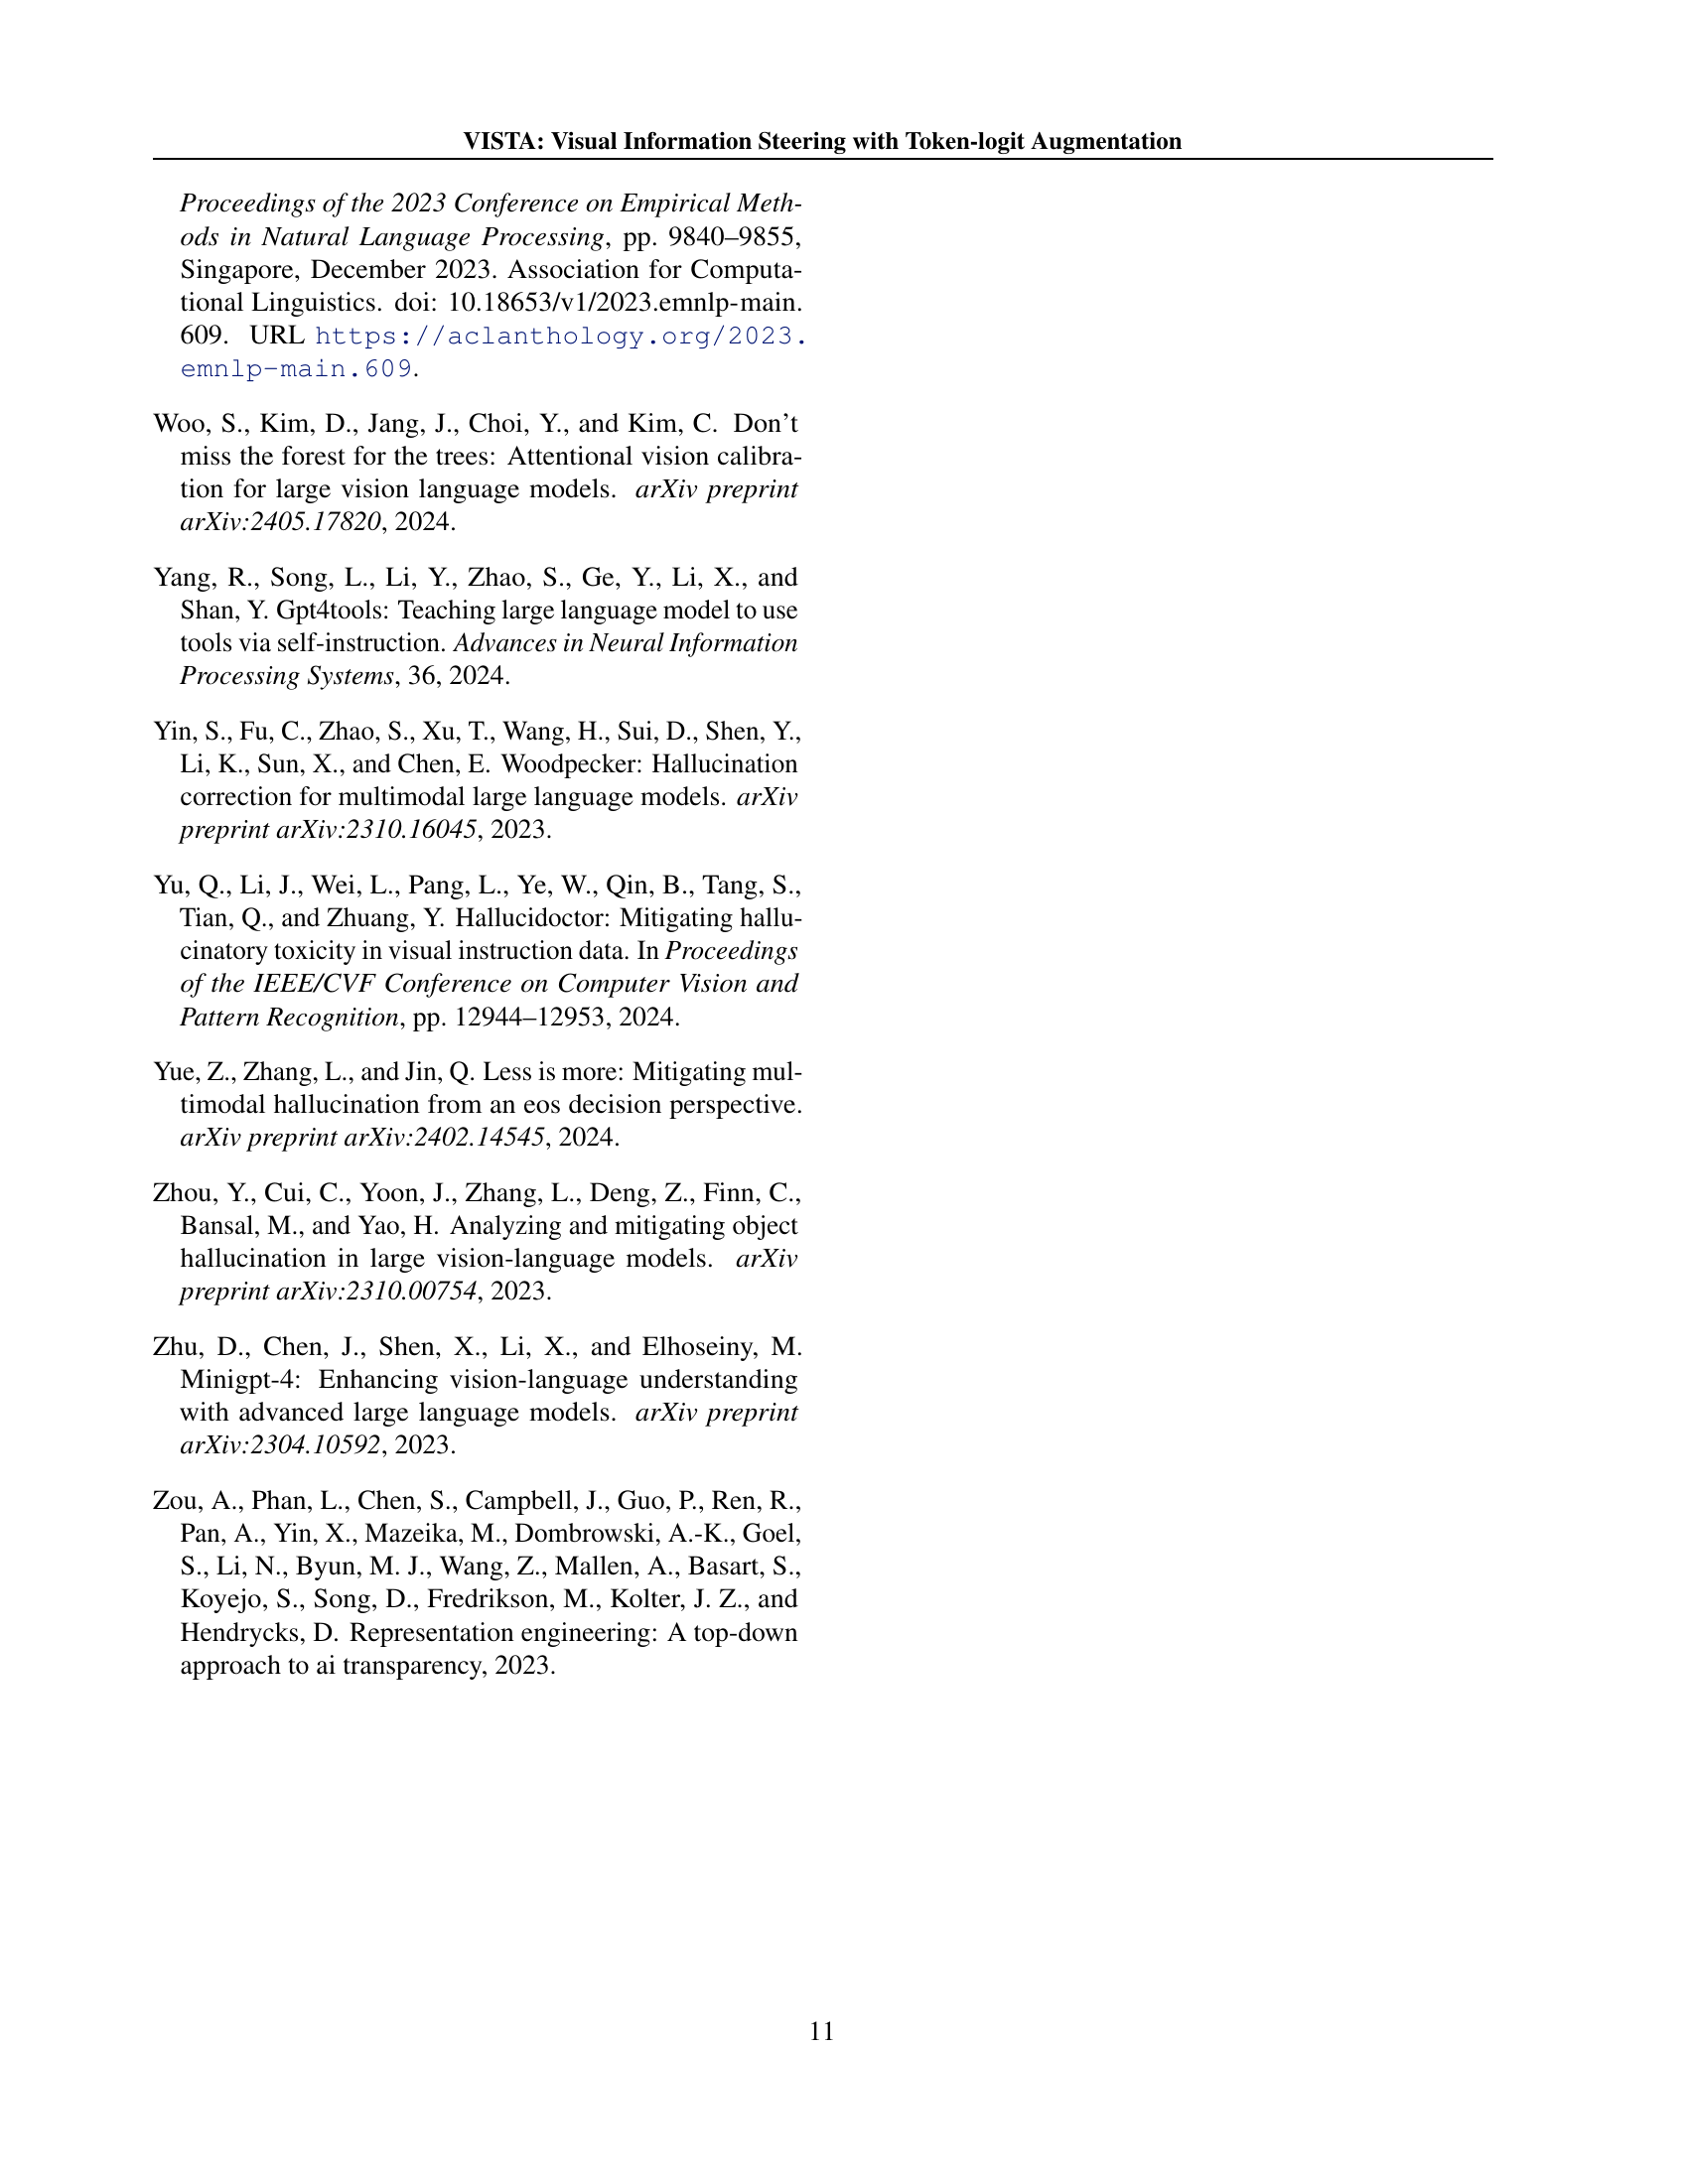 VISTA: Visual Information Steering with Token-logit Augmentation
Proceedings of the 2023 Conference on Empirical Meth-
ods in Natural Language Processing, pp. 9840–9855,
Singapore, December 2023. Association for Computa-
tional Linguistics. doi: 10.18653/v1/2023.emnlp-main.
609. URL https://aclanthology.org/2023.
emnlp-main.609.
Woo, S., Kim, D., Jang, J., Choi, Y., and Kim, C. Don’t
miss the forest for the trees: Attentional vision calibra-
tion for large vision language models. arXiv preprint
arXiv:2405.17820, 2024.
Yang, R., Song, L., Li, Y., Zhao, S., Ge, Y., Li, X., and
Shan, Y. Gpt4tools: Teaching large language model to use
tools via self-instruction. Advances in Neural Information
Processing Systems, 36, 2024.
Yin, S., Fu, C., Zhao, S., Xu, T., Wang, H., Sui, D., Shen, Y.,
Li, K., Sun, X., and Chen, E. Woodpecker: Hallucination
correction for multimodal large language models. arXiv
preprint arXiv:2310.16045, 2023.
Yu, Q., Li, J., Wei, L., Pang, L., Ye, W., Qin, B., Tang, S.,
Tian, Q., and Zhuang, Y. Hallucidoctor: Mitigating hallu-
cinatory toxicity in visual instruction data. In Proceedings
of the IEEE/CVF Conference on Computer Vision and
Pattern Recognition, pp. 12944–12953, 2024.
Yue, Z., Zhang, L., and Jin, Q. Less is more: Mitigating mul-
timodal hallucination from an eos decision perspective.
arXiv preprint arXiv:2402.14545, 2024.
Zhou, Y., Cui, C., Yoon, J., Zhang, L., Deng, Z., Finn, C.,
Bansal, M., and Yao, H. Analyzing and mitigating object
hallucination in large vision-language models. arXiv
preprint arXiv:2310.00754, 2023.
Zhu, D., Chen, J., Shen, X., Li, X., and Elhoseiny, M.
Minigpt-4: Enhancing vision-language understanding
with advanced large language models. arXiv preprint
arXiv:2304.10592, 2023.
Zou, A., Phan, L., Chen, S., Campbell, J., Guo, P., Ren, R.,
Pan, A., Yin, X., Mazeika, M., Dombrowski, A.-K., Goel,
S., Li, N., Byun, M. J., Wang, Z., Mallen, A., Basart, S.,
Koyejo, S., Song, D., Fredrikson, M., Kolter, J. Z., and
Hendrycks, D. Representation engineering: A top-down
approach to ai transparency, 2023.
11